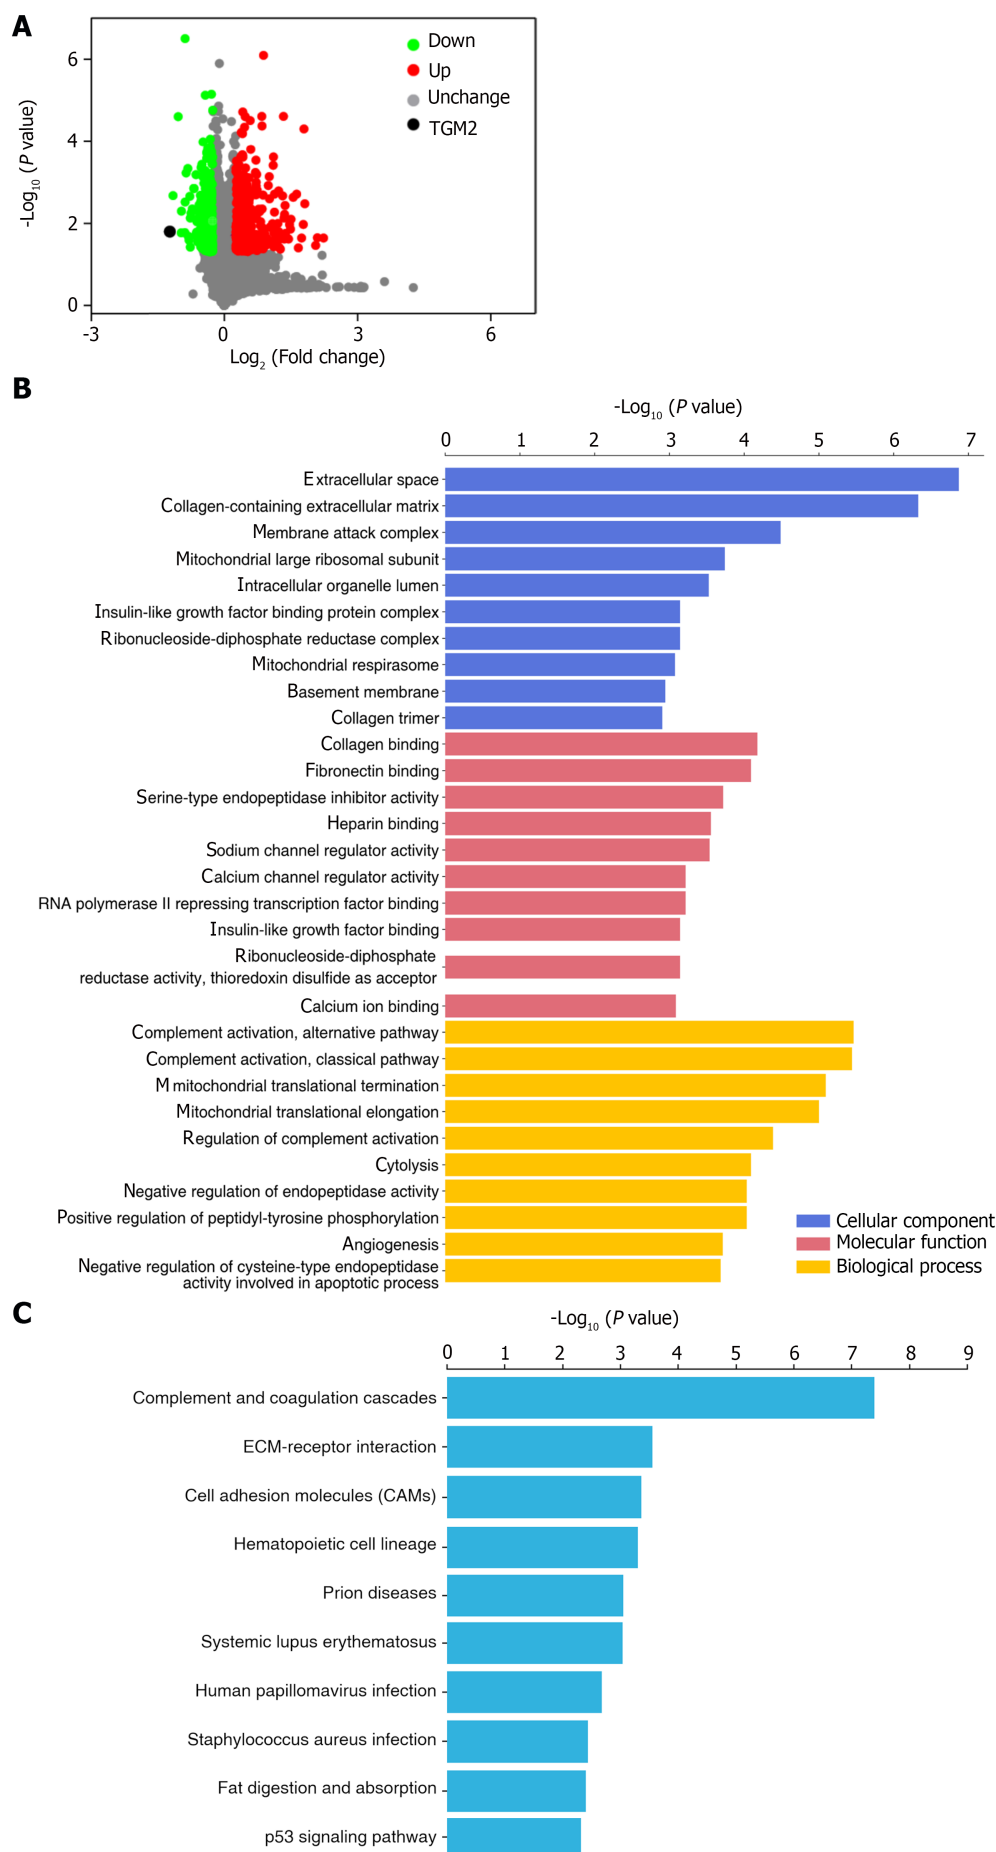 A
-Log10 (P value)
6
4
2
0
-3
0
3
6
Log2 (Fold change)
Down
Up
Unchange
TGM2
B
-Log10 (P value)
0 1 2 3 4 5 6 7
Extracellular space
Collagen-containing extracellular matrix
Membrane attack complex
Mitochondrial large ribosomal subunit
Intracellular organelle lumen
Insulin-like growth factor binding protein complex
Ribonucleoside-diphosphate reductase complex
Mitochondrial respirasome
Basement membrane
Collagen trimer
Collagen binding
Fibronectin binding
Serine-type endopeptidase inhibitor activity
Heparin binding
Sodium channel regulator activity
Calcium channel regulator activity
RNA polymerase II repressing transcription factor binding
Insulin-like growth factor binding
Ribonucleoside-diphosphate
reductase activity, thioredoxin disulfide as acceptor
Calcium ion binding
Complement activation, alternative pathway
Complement activation, classical pathway
M mitochondrial translational termination
Mitochondrial translational elongation
Regulation of complement activation
Cytolysis
Negative regulation of endopeptidase activity
Positive regulation of peptidyl-tyrosine phosphorylation
Angiogenesis
Negative regulation of cysteine-type endopeptidase
activity involved in apoptotic process
Cellular component
Molecular function
Biological process
C
-Log10 (P value)
0 1 2 3 4 5 6 7 8 9
Complement and coagulation cascades
ECM-receptor interaction
Cell adhesion molecules (CAMs)
Hematopoietic cell lineage
Prion diseases
Systemic lupus erythematosus
Human papillomavirus infection
Staphylococcus aureus infection
Fat digestion and absorption
p53 signaling pathway